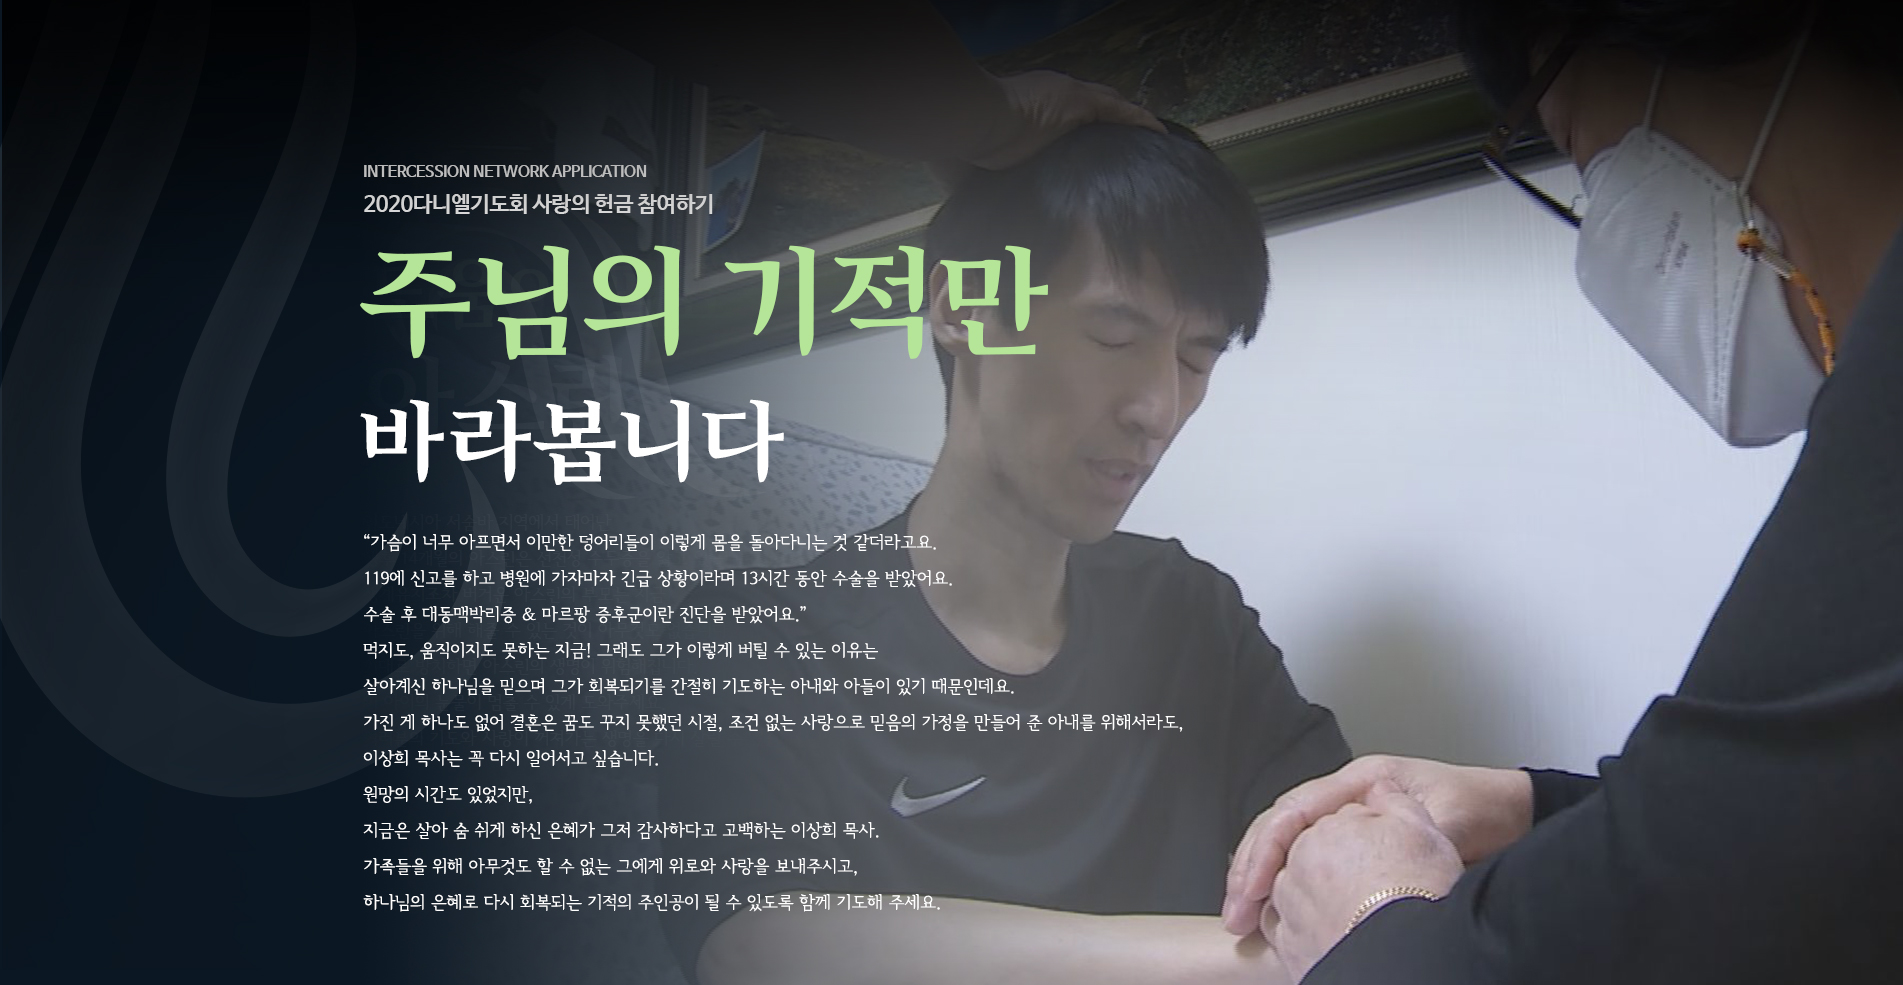 INTERCESSION NETWORK APPLICATION
2020다니엘기도회 사랑의 헌금 참여하기
주님의 기적만
바라봅니다
“가슴이 너무 아프면서 이만한 덩어리들이 이렇게 몸을 돌아다니는 것 같더라고요.
119에 신고를 하고 병원에 가자마자 긴급 상황이라며 13시간 동안 수술을 받았어요.
수술 후 대동맥박리증 & 마르팡 증후군이란 진단을 받았어요.”
먹지도, 움직이지도 못하는 지금! 그래도 그가 이렇게 버틸 수 있는 이유는
살아계신 하나님을 믿으며 그가 회복되기를 간절히 기도하는 아내와 아들이 있기 때문인데요.
가진 게 하나도 없어 결혼은 꿈도 꾸지 못했던 시절, 조건 없는 사랑으로 믿음의 가정을 만들어 준 아내를 위해서라도,
이상희 목사는 꼭 다시 일어서고 싶습니다.
원망의 시간도 있었지만,
지금은 살아 숨 쉬게 하신 은혜가 그저 감사하다고 고백하는 이상희 목사.
가족들을 위해 아무것도 할 수 없는 그에게 위로와 사랑을 보내주시고,
하나님의 은혜로 다시 회복되는 기적의 주인공이 될 수 있도록 함께 기도해 주세요.